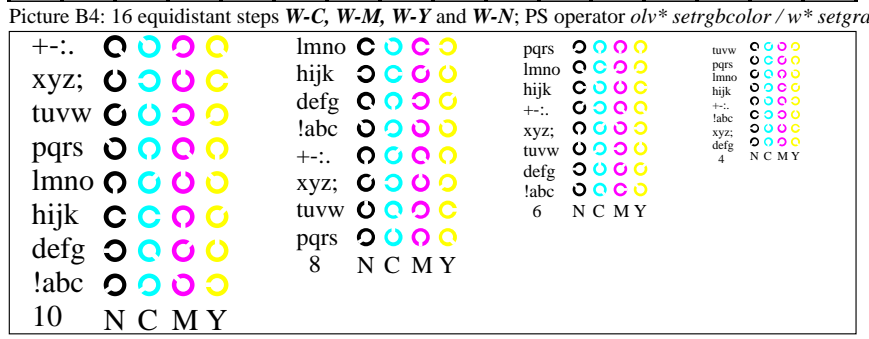 Picture B4: 16 equidistant steps W-C, W-M, W-Y and W-N; PS operator olv* setrgbcolor / w* setgra
+-:.
xyz;
tuvw
pqrs
lmno
hijk
defg
!abc
10 N C M Y
lmno
hijk
defg
!abc
+-:.
xyz;
tuvw
pqrs
8 N C M Y
pqrs
lmno
hijk
+-:.
xyz;
tuvw
defg
!abc
6 N C M Y
tuvw
pqrs
lmno
hijk
+-:.
!abc
xyz;
defg
4 N C M Y